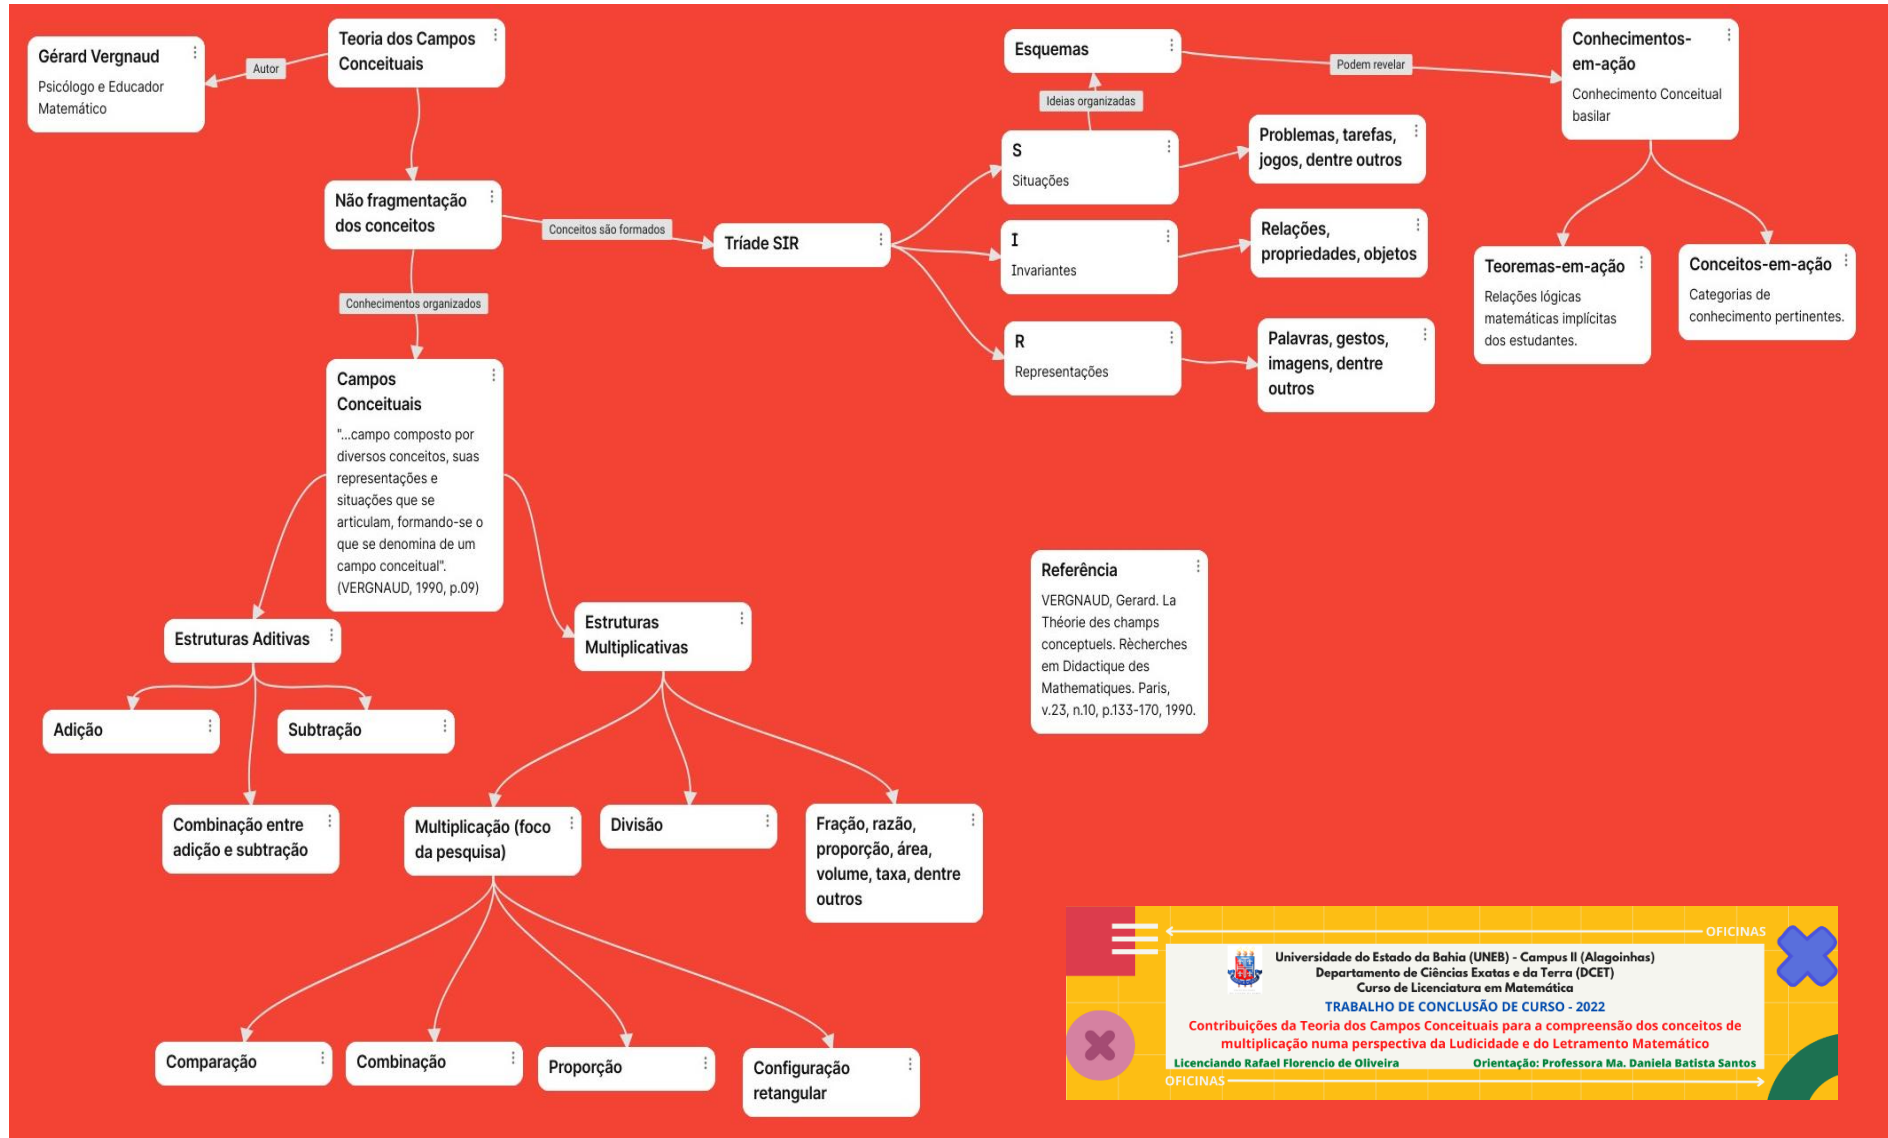 Gérard Vergnaud
Psicólogo e Educador
Matemático
Autor
Teoria dos Campos
Conceituais
Não fragmentação
dos conceitos
Conceitos são formados
Conhecimentos organizados
Campos
Conceituais
"...campo composto por
diversos conceitos, suas
representações e
situações que se
articulam, formando-se o
que se denomina de um
campo conceitual".
(VERGNAUD, 1990, p.09)
Estruturas Aditivas
Adição
Subtração
Combinação entre
adição e subtração
Estruturas
Multiplicativas
Multiplicação (foco
da pesquisa)
Divisão
Fração, razão,
proporção, área,
volume, taxa, dentre
outros
Comparação
Combinação
Proporção
Configuração
retangular
Tríade SIR
Esquemas
Ideias organizadas
S
Situações
Problemas, tarefas,
jogos, dentre outros
I
Invariantes
Relações,
propriedades, objetos
R
Representações
Palavras, gestos,
imagens, dentre
outros
Podem revelar
Conhecimentos-
em-ação
Conhecimento Conceitual
basilar
Teoremas-em-ação
Relações lógicas
matemáticas implícitas
dos estudantes.
Conceitos-em-ação
Categorias de
conhecimento pertinentes.
Referência
VERGNAUD, Gerard. La
Théorie des champs
conceptuels. Rècherches
em Didactique des
Mathematiques. Paris,
v.23, n.10, p.133-170, 1990.
OFICINAS
Universidade do Estado da Bahia (UNEB) - Campus II (Alagoinhas)
Departamento de Ciências Exatas e da Terra (DCET)
Curso de Licenciatura em Matemática
TRABALHO DE CONCLUSÃO DE CURSO - 2022
Contribuições da Teoria dos Campos Conceituais para a compreensão dos conceitos de
multiplicação numa perspectiva da Ludicidade e do Letramento Matemático
Licenciando Rafael Florencio de Oliveira
Orientação: Professora Ma. Daniela Batista Santos
OFICINAS